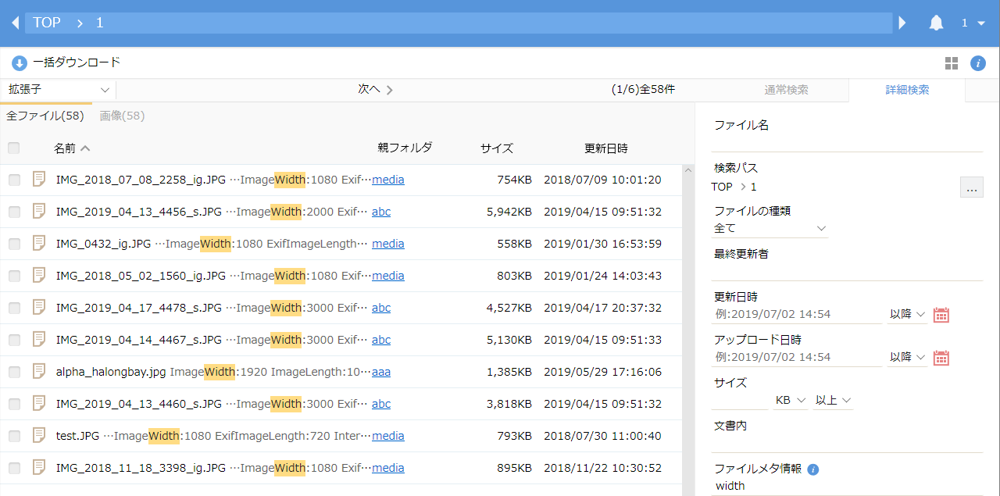 TOP > 1 1
一括ダウンロード i
拡張子 次へ > (1/6)全58件 通常検索 詳細検索
全ファイル(58) 画像(58)
名前 親フォルダ サイズ 更新日時
IMG_2018_07_08_2258_ig.JPG …ImageWidth:1080 Exif… media 754KB 2018/07/09 10:01:20
IMG_2019_04_13_4456_s.JPG …ImageWidth:2000 Exif… abc 5,942KB 2019/04/15 09:51:32
IMG_0432_ig.JPG …ImageWidth:1080 ExifImageLength… media 558KB 2019/01/30 16:53:59
IMG_2018_05_02_1560_ig.JPG …ImageWidth:1080 Exif… media 803KB 2019/01/24 14:03:43
IMG_2019_04_17_4478_s.JPG …ImageWidth:3000 Exif… abc 4,527KB 2019/04/17 20:37:32
IMG_2019_04_14_4467_s.JPG …ImageWidth:3000 Exif… abc 5,130KB 2019/04/15 09:51:33
alpha_halongbay.jpg ImageWidth:1920 ImageLength:10… aaa 1,385KB 2019/05/29 17:16:06
IMG_2019_04_13_4460_s.JPG …ImageWidth:3000 Exif… abc 3,818KB 2019/04/15 09:51:32
test.JPG …ImageWidth:1080 ExifImageLength:720 Inter… media 793KB 2018/07/30 11:00:40
IMG_2018_11_18_3398_ig.JPG …ImageWidth:1080 Exif… media 895KB 2018/11/22 10:30:52
ファイル名
検索パス
TOP > 1 ...
ファイルの種類
全て
最終更新者
更新日時
例:2019/07/02 14:54 以降
アップロード日時
例:2019/07/02 14:54 以降
サイズ
KB 以上
文書内
ファイルメタ情報 i
width